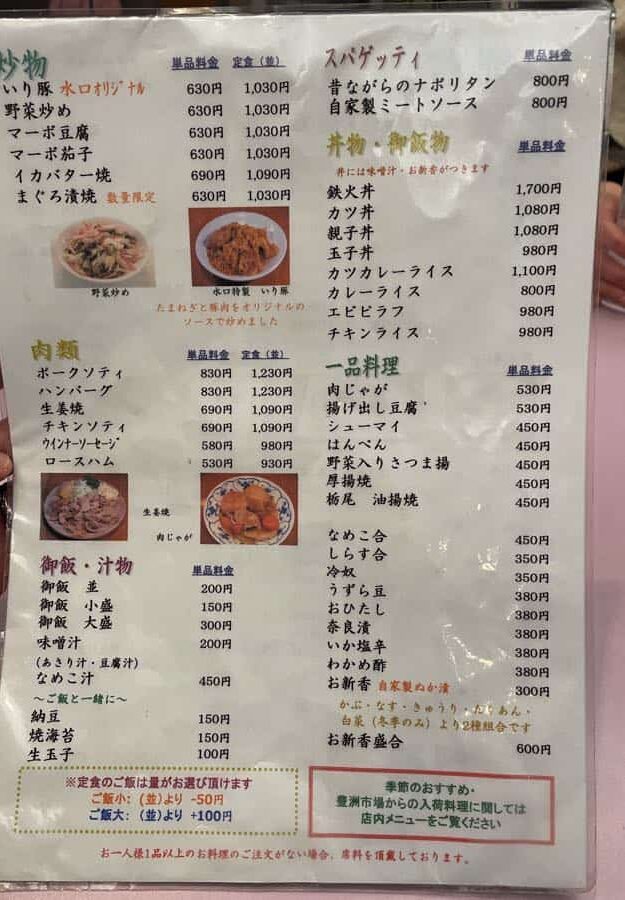 炒物 単品料金 定食（並）
いり豚 水口オリジナル 630円 1,030円
野菜炒め 630円 1,030円
マーボ豆腐 630円 1,030円
マーボ茄子 630円 1,030円
イカバター焼 690円 1,090円
まぐろ漬焼 数量限定 630円 1,030円
野菜炒め
水口特製 いり豚
たまねぎと豚肉をオリジナルの
ソースで炒めました
肉類 単品料金 定食（並）
ポークソティ 830円 1,230円
ハンバーグ 830円 1,230円
生姜焼 690円 1,090円
チキンソティ 690円 1,090円
ウインナーソーセージ 580円 980円
ロースハム 530円 930円
生姜焼
肉じゃが
御飯・汁物 単品料金
御飯 並 200円
御飯 小盛 150円
御飯 大盛 300円
味噌汁 200円
(あさり汁・豆腐汁)
なめこ汁 450円
～ご飯と一緒に～
納豆 150円
焼海苔 150円
生玉子 100円
※定食のご飯は量がお選び頂けます
ご飯小：(並)より -50円
ご飯大：(並)より +100円
スパゲッティ 単品料金
昔ながらのナポリタン 800円
自家製ミートソース 800円
丼物・御飯物 単品料金
丼には味噌汁・お新香がつきます
鉄火丼 1,700円
カツ丼 1,080円
親子丼 1,080円
玉子丼 980円
カツカレーライス 1,100円
カレーライス 800円
エビピラフ 980円
チキンライス 980円
一品料理 単品料金
肉じゃが 530円
揚げ出し豆腐 530円
シューマイ 450円
はんぺん 450円
野菜入りさつま揚 450円
厚揚焼 450円
栃尾 油揚焼 450円
なめこ合 450円
しらす合 350円
冷奴 350円
うずら豆 380円
おひたし 380円
奈良漬 380円
いか塩辛 380円
わかめ酢 380円
お新香 自家製ぬか漬 300円
かぶ・なす・きゅうり・たくあん・
白菜（冬季のみ）より2種組合です
お新香盛合 600円
季節のおすすめ・
豊洲市場からの入荷料理に関しては
店内メニューをご覧ください
お一人様1品以上のお料理のご注文がない場合、席料を頂戴しております。